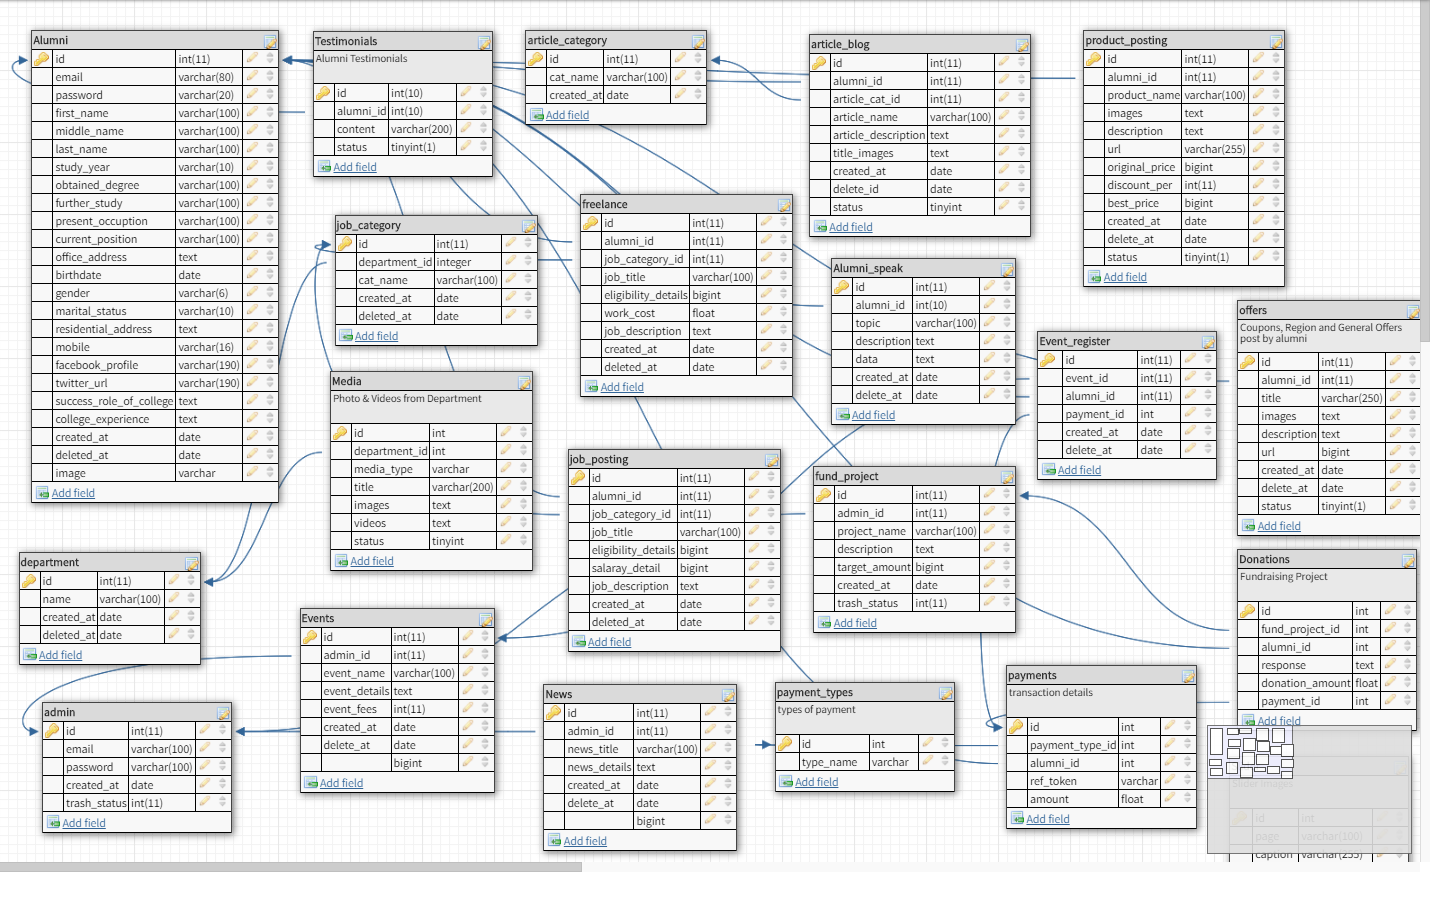 Alumni
id int(11)
email varchar(80)
password varchar(20)
first_name varchar(100)
middle_name varchar(100)
last_name varchar(100)
study_year varchar(10)
obtained_degree varchar(100)
further_study varchar(100)
present_occuption varchar(100)
current_position varchar(100)
office_address text
birthdate date
gender varchar(6)
marital_status varchar(10)
residential_address text
mobile varchar(16)
facebook_profile varchar(190)
twitter_url varchar(190)
success_role_of_college text
college_experience text
created_at date
deleted_at date
image varchar
Add field
Testimonials
Alumni Testimonials
id int(10)
alumni_id int(10)
content varchar(200)
status tinyint(1)
Add field
article_category
id int(11)
cat_name varchar(100)
created_at date
Add field
article_blog
id int(11)
alumni_id int(11)
article_cat_id int(11)
article_name varchar(100)
article_description text
title_images text
created_at date
delete_id date
status tinyint
Add field
product_posting
id int(11)
alumni_id int(11)
product_name varchar(100)
images text
description text
url varchar(255)
original_price bigint
discount_per int(11)
best_price bigint
created_at date
delete_at date
status tinyint(1)
Add field
job_category
id int(11)
department_id integer
cat_name varchar(100)
created_at date
deleted_at date
Add field
freelance
id int(11)
alumni_id int(11)
job_category_id int(11)
job_title varchar(100)
eligibility_details bigint
work_cost float
job_description text
created_at date
deleted_at date
Add field
Alumni_speak
id int(11)
alumni_id int(10)
topic varchar(100)
description text
data text
created_at date
delete_at date
Add field
Event_register
id int(11)
event_id int(11)
alumni_id int(11)
payment_id int
created_at date
delete_at date
Add field
offers
Coupons, Region and General Offers
post by alumni
id int(11)
alumni_id int(11)
title varchar(250)
images text
description text
url bigint
created_at date
delete_at date
status tinyint(1)
Add field
Media
Photo & Videos from Department
id int
department_id int
media_type varchar
title varchar(200)
images text
videos text
status tinyint
Add field
job_posting
id int(11)
alumni_id int(11)
job_category_id int(11)
job_title varchar(100)
eligibility_details bigint
salaray_detail bigint
job_description text
created_at date
deleted_at date
Add field
fund_project
id int(11)
admin_id int(11)
project_name varchar(100)
description text
target_amount bigint
created_at date
trash_status int(11)
Add field
Donations
Fundraising Project
id int
fund_project_id int
alumni_id int
response text
donation_amount float
payment_id int
Add field
department
id int(11)
name varchar(100)
created_at date
deleted_at date
Add field
Events
id int(11)
admin_id int(11)
event_name varchar(100)
event_details text
event_fees int(11)
created_at date
delete_at date
bigint
Add field
admin
id int(11)
email varchar(100)
password varchar(100)
created_at date
trash_status int(11)
Add field
News
id int(11)
admin_id int(11)
news_title varchar(100)
news_details text
created_at date
delete_at date
bigint
Add field
payment_types
types of payment
id int
type_name varchar
Add field
payments
transaction details
id int
payment_type_id int
alumni_id int
ref_token varchar
amount float
Add field
id int
page varchar(100)
caption varchar(255)